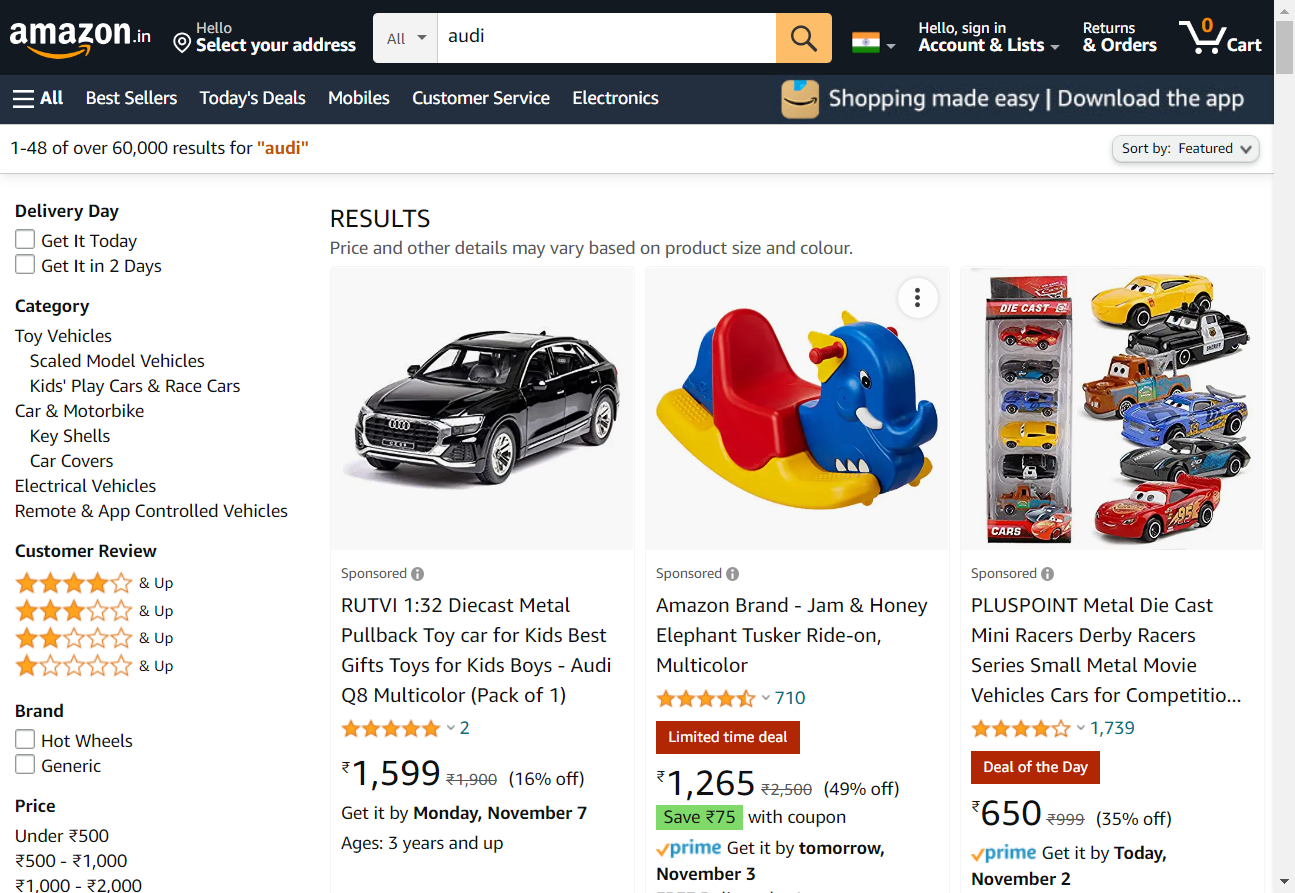 amazon.in
Hello
Select your address
All
audi
Hello, sign in
Account & Lists
Returns
& Orders
0
Cart
All
Best Sellers
Today's Deals
Mobiles
Customer Service
Electronics
Shopping made easy | Download the app
1-48 of over 60,000 results for "audi"
Sort by: Featured
Delivery Day
Get It Today
Get It in 2 Days
Category
Toy Vehicles
Scaled Model Vehicles
Kids' Play Cars & Race Cars
Car & Motorbike
Key Shells
Car Covers
Electrical Vehicles
Remote & App Controlled Vehicles
Customer Review
& Up
& Up
& Up
& Up
Brand
Hot Wheels
Generic
Price
Under ₹500
₹500 - ₹1,000
₹1,000 - ₹2,000
RESULTS
Price and other details may vary based on product size and colour.
Sponsored
RUTVI 1:32 Diecast Metal
Pullback Toy car for Kids Best
Gifts Toys for Kids Boys - Audi
Q8 Multicolor (Pack of 1)
2
₹1,599 ₹1,900 (16% off)
Get it by Monday, November 7
Ages: 3 years and up
Sponsored
Amazon Brand - Jam & Honey
Elephant Tusker Ride-on,
Multicolor
710
Limited time deal
₹1,265 ₹2,500 (49% off)
Save ₹75 with coupon
prime Get it by tomorrow,
November 3
DIE CAST
SHERIFF
95
CARS
Sponsored
PLUSPOINT Metal Die Cast
Mini Racers Derby Racers
Series Small Metal Movie
Vehicles Cars for Competitio...
1,739
Deal of the Day
₹650 ₹999 (35% off)
prime Get it by Today,
November 2